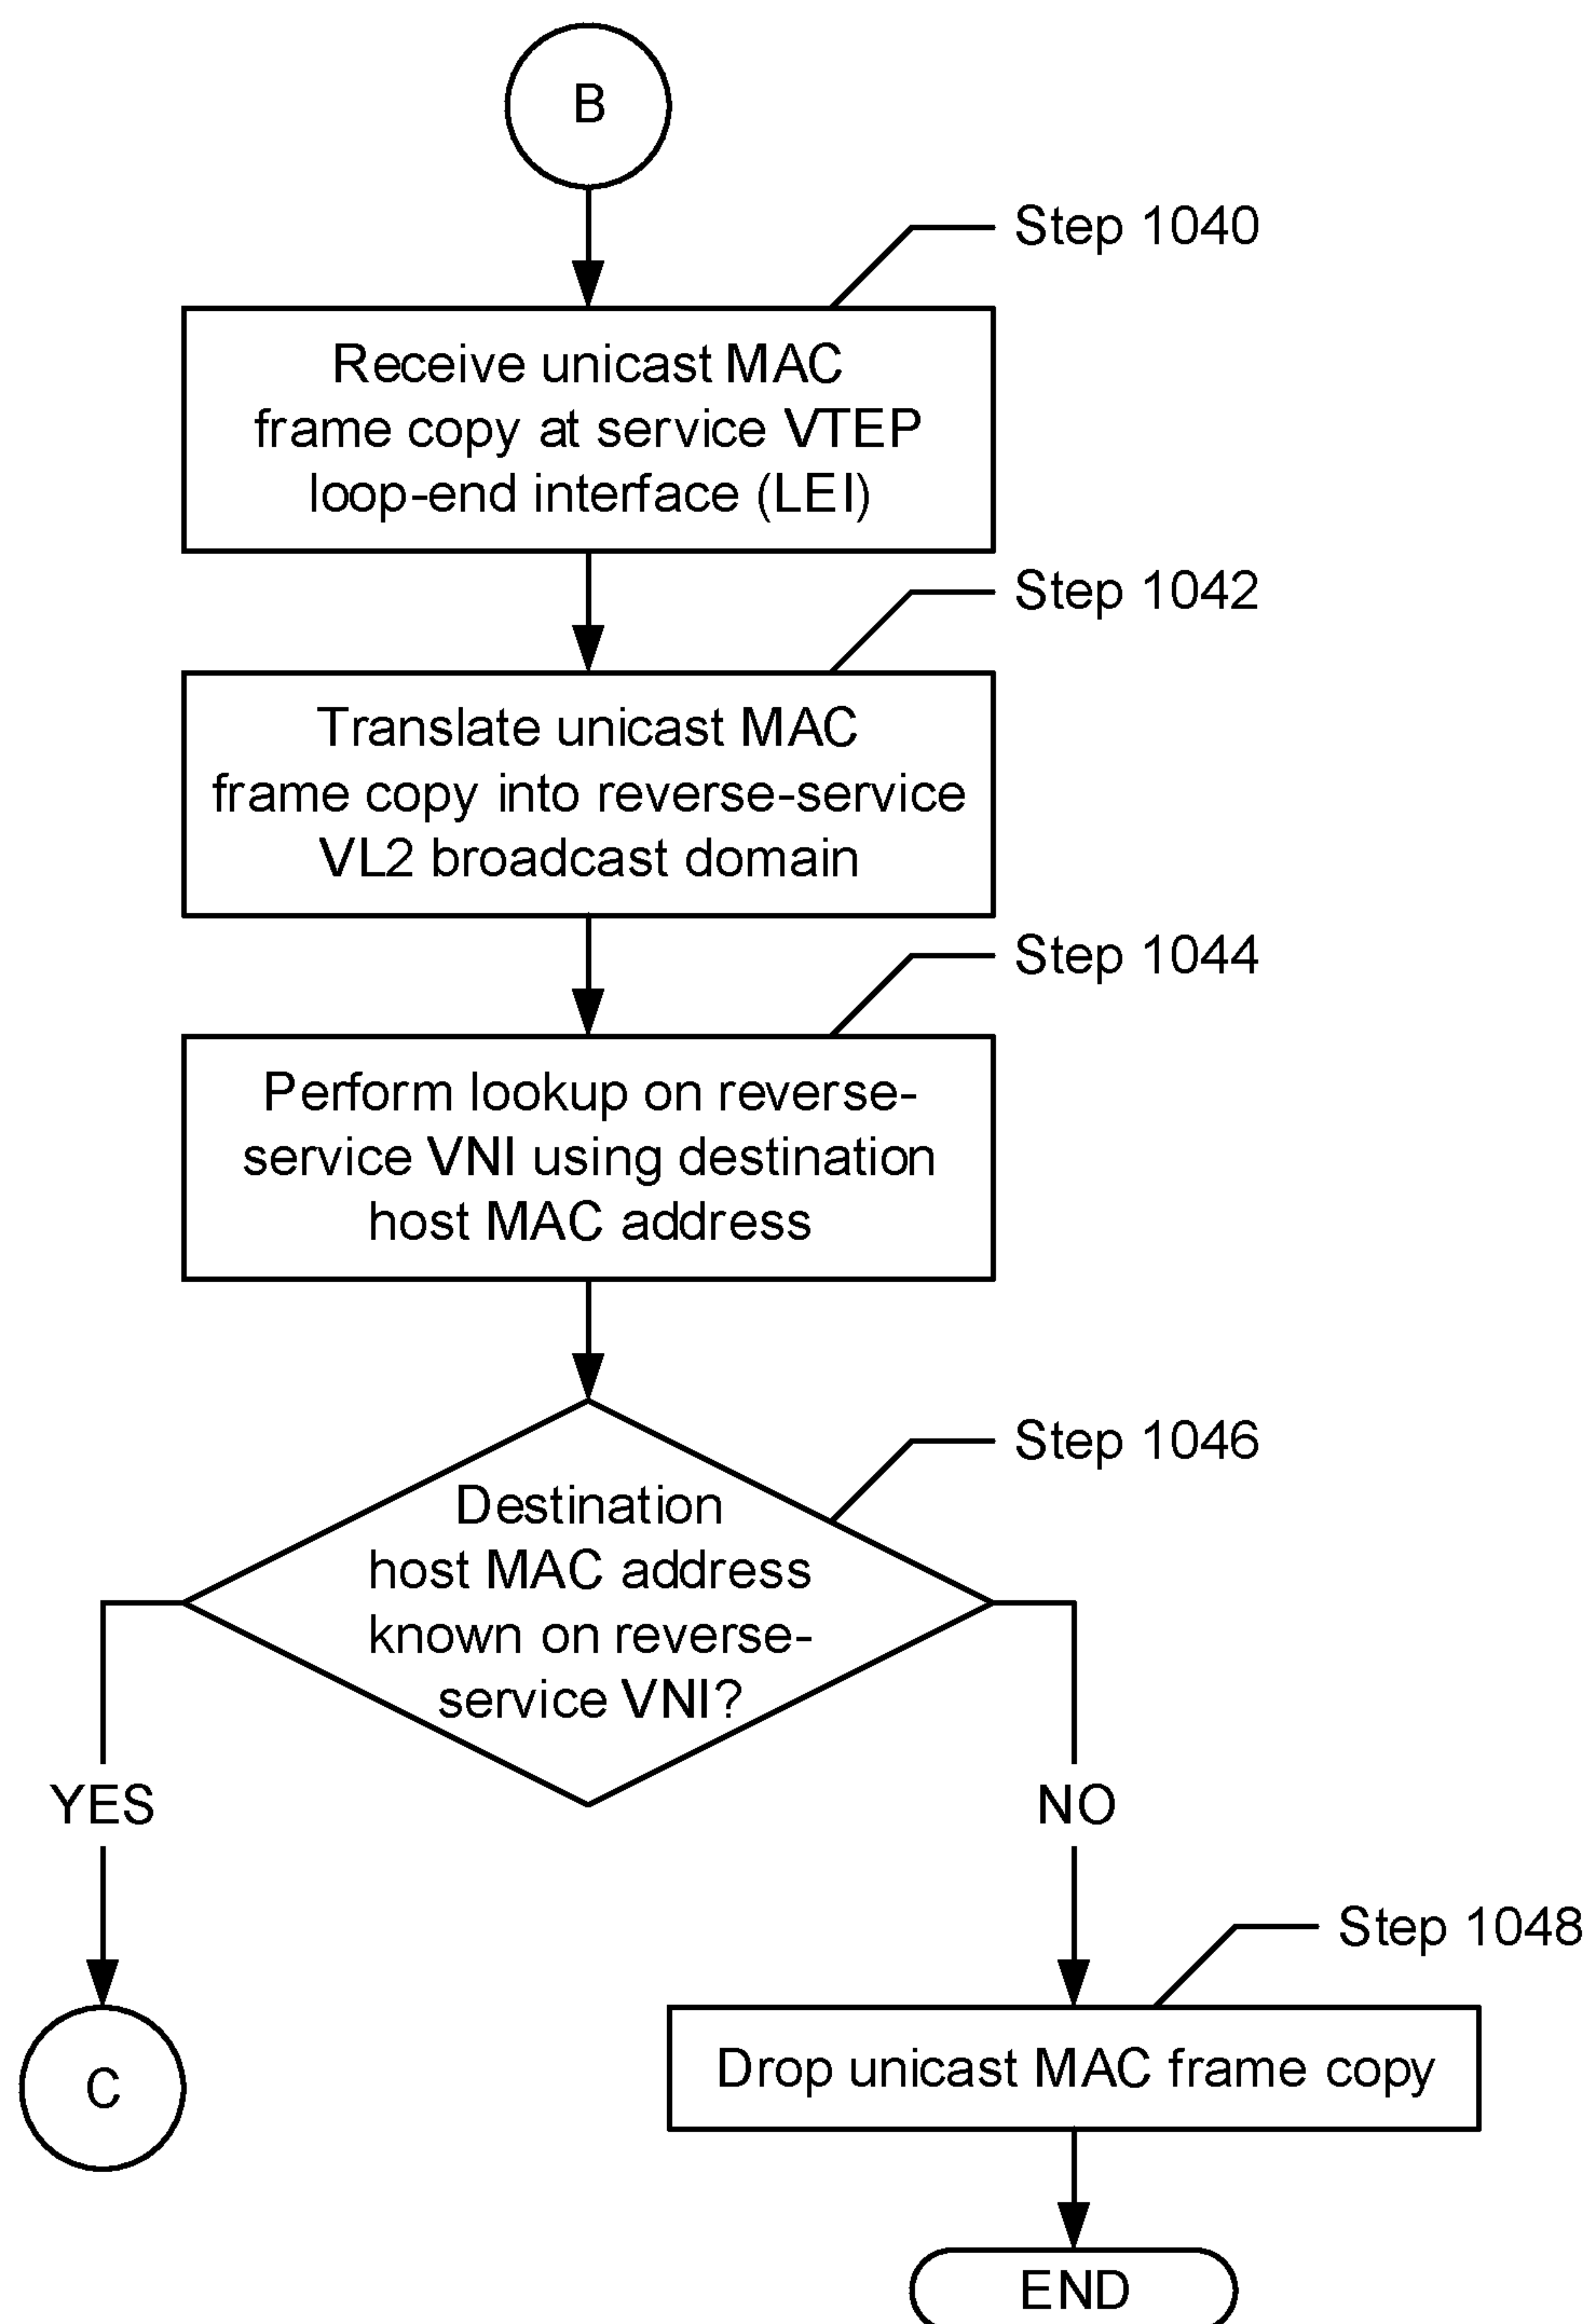 B
Step 1040
Receive unicast MAC
frame copy at service VTEP
loop-end interface (LEI)
Step 1042
Translate unicast MAC
frame copy into reverse-service
VL2 broadcast domain
Step 1044
Perform lookup on reverse-
service VNI using destination
host MAC address
Step 1046
Destination
host MAC address
known on reverse-
service VNI?
YES
NO
Step 1048
C
Drop unicast MAC frame copy
END